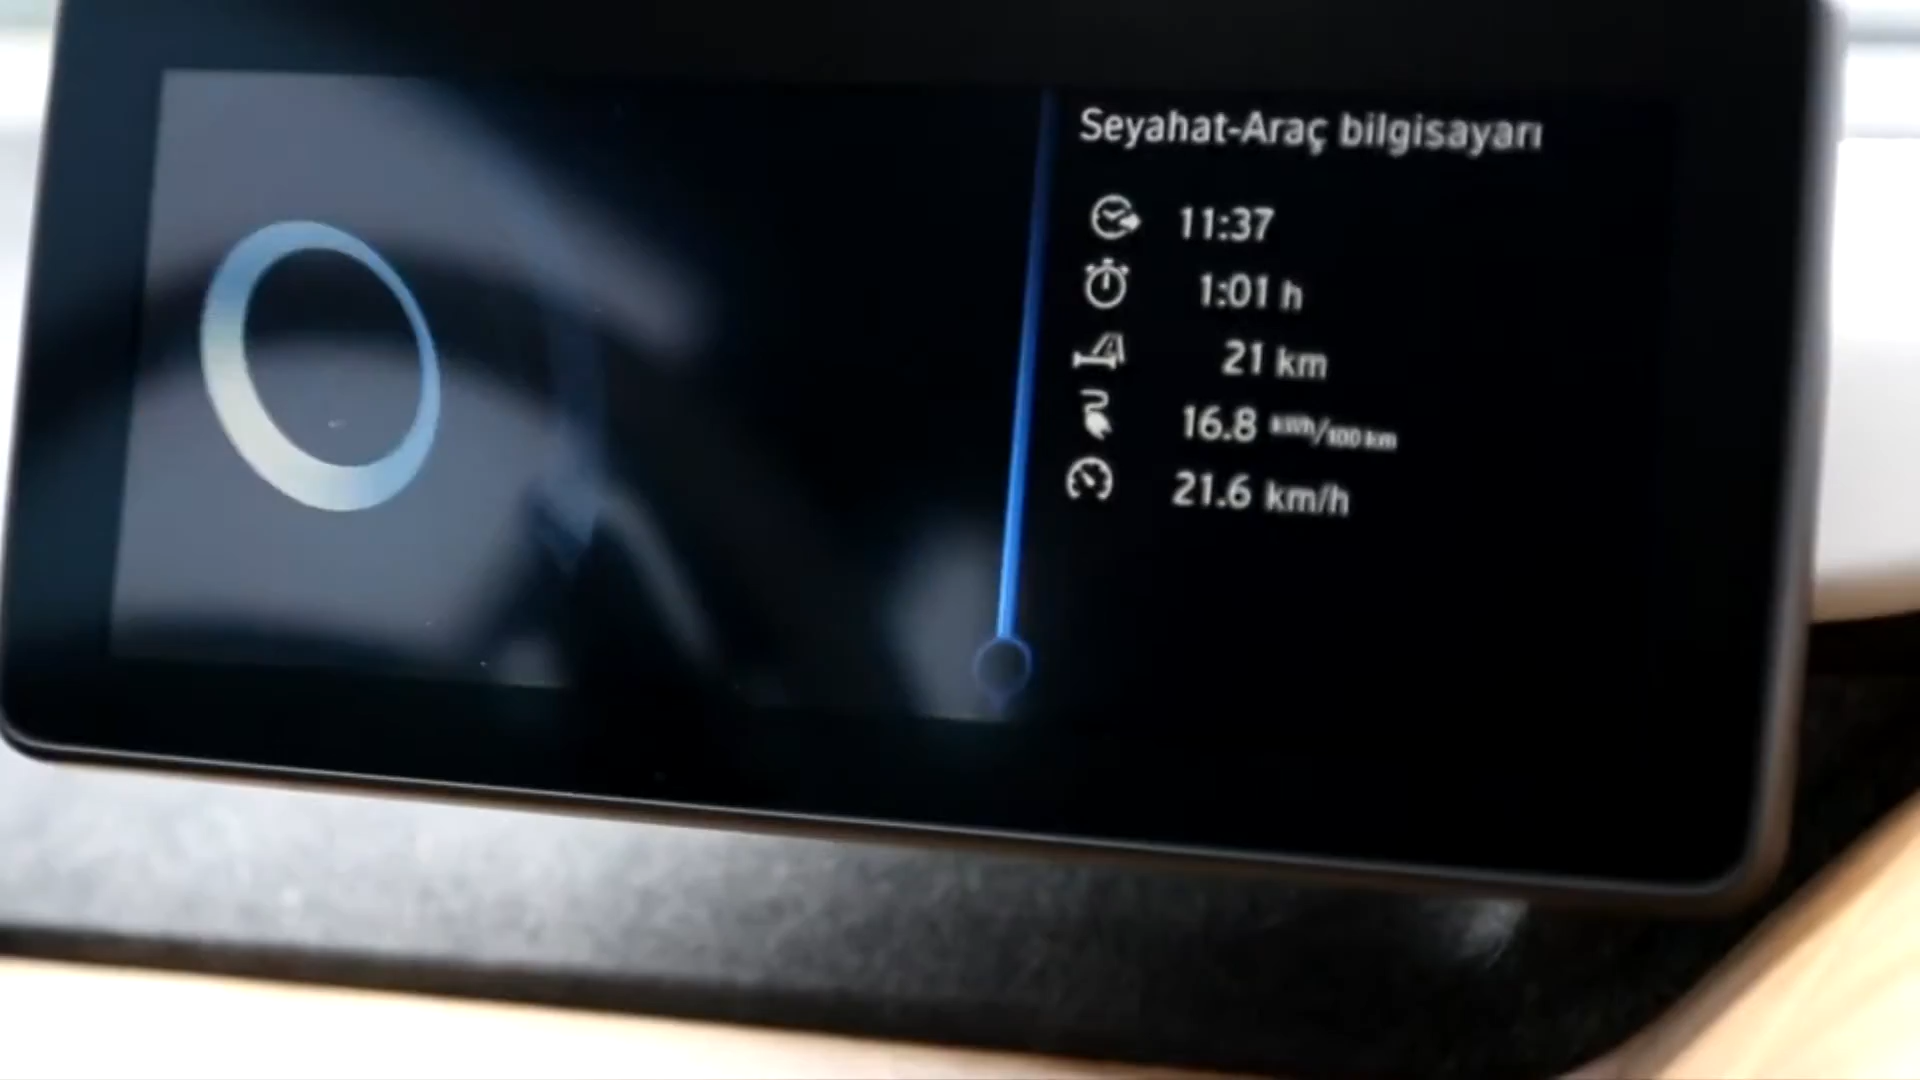 Seyahat-Araç bilgisayarı
11:37
1:01 h
21 km
16.8 kWh/100 km
21.6 km/h